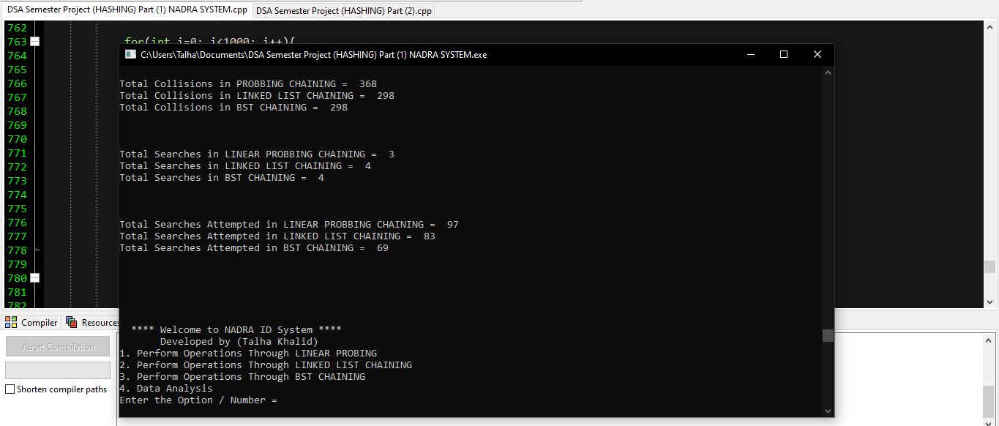 DSA Semester Project (HASHING) Part (1) NADRA SYSTEM.cpp DSA Semester Project (HASHING) Part (2).cpp
762
763 for(int i=0; i<1000; i++){
764
765
766
767
768
769
770
771
772
773
774
775
776
777
778
779
780
781
782
C:\Users\Talha\Documents\DSA Semester Project (HASHING) Part (1) NADRA SYSTEM.exe
Total Collisions in PROBBING CHAINING =  368
Total Collisions in LINKED LIST CHAINING =  298
Total Collisions in BST CHAINING =  298
Total Searches in LINEAR PROBBING CHAINING =  3
Total Searches in LINKED LIST CHAINING =  4
Total Searches in BST CHAINING =  4
Total Searches Attempted in LINEAR PROBBING CHAINING =  97
Total Searches Attempted in LINKED LIST CHAINING =  83
Total Searches Attempted in BST CHAINING =  69
**** Welcome to NADRA ID System ****
Developed by (Talha Khalid)
1. Perform Operations Through LINEAR PROBING
2. Perform Operations Through LINKED LIST CHAINING
3. Perform Operations Through BST CHAINING
4. Data Analysis
Enter the Option / Number =
Compiler Resources
Abort Compilation
Shorten compiler paths